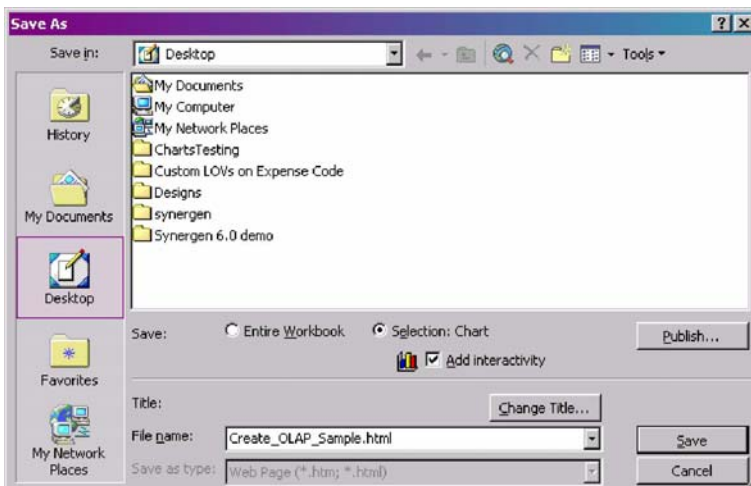 Save As
Save in:
Desktop
Tools
History
My Documents
Desktop
Favorites
My Network
Places
My Documents
My Computer
My Network Places
ChartsTesting
Custom LOVs on Expense Code
Designs
synergen
Synergen 6.0 demo
Save:
Entire Workbook
Selection: Chart
Publish...
Add interactivity
Title:
Change Title...
File name:
Create_OLAP_Sample.html
Save
Save as type:
Web Page (*.htm; *.html)
Cancel